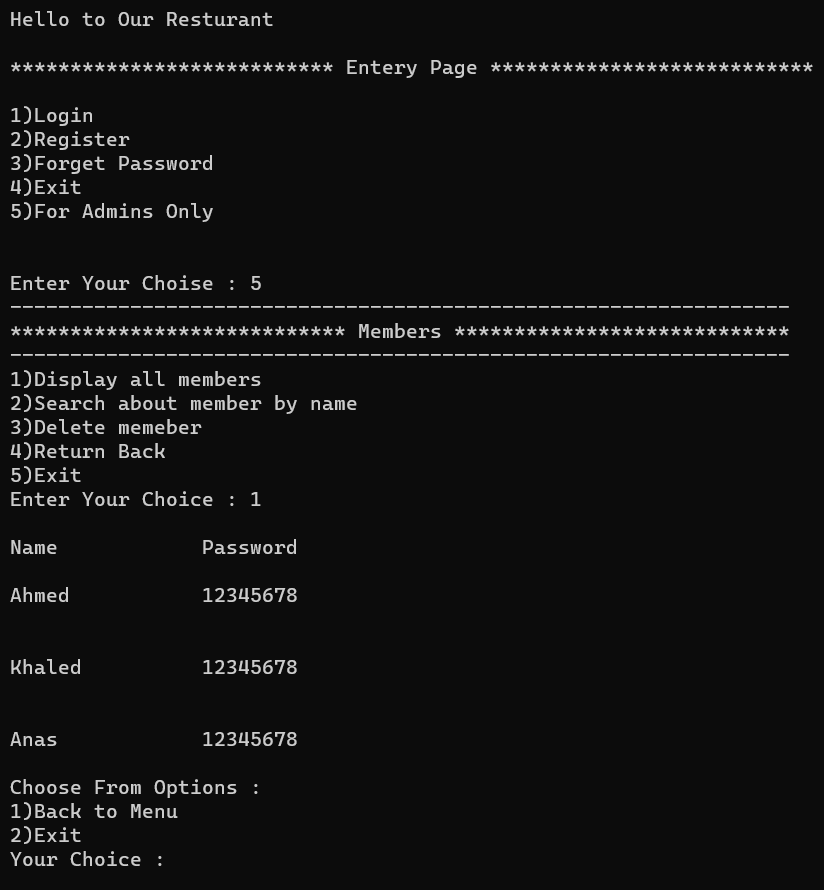 Hello to Our Resturant
*************************** Entery Page ***************************
1)Login
2)Register
3)Forget Password
4)Exit
5)For Admins Only
Enter Your Choise : 5
-----------------------------------------------------------------
**************************** Members ****************************
-----------------------------------------------------------------
1)Display all members
2)Search about member by name
3)Delete memeber
4)Return Back
5)Exit
Enter Your Choice : 1
Name Password
Ahmed 12345678
Khaled 12345678
Anas 12345678
Choose From Options :
1)Back to Menu
2)Exit
Your Choice :